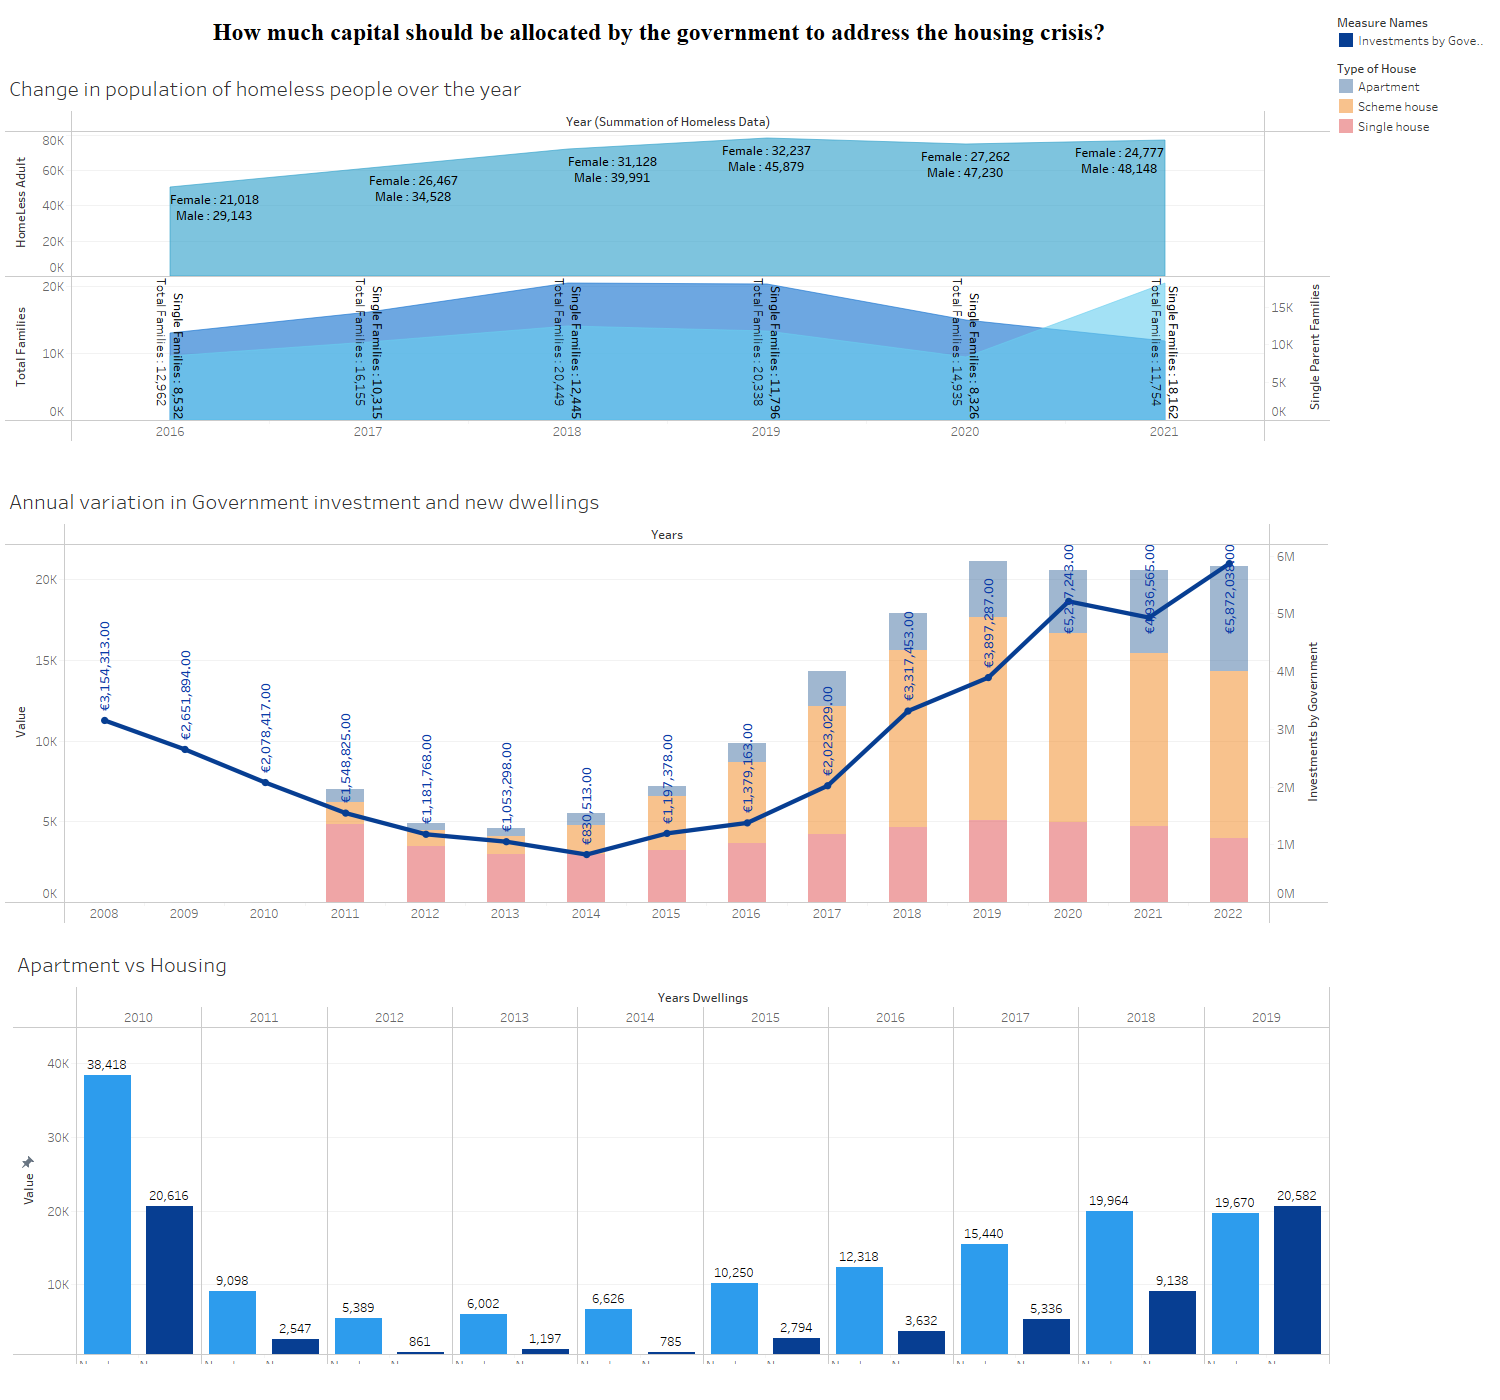 How much capital should be allocated by the government to address the housing crisis?
Measure Names
Investments by Gove..
Type of House
Apartment
Scheme house
Single house
Change in population of homeless people over the year
Year (Summation of Homeless Data)
HomeLess Adult
80K
60K
40K
20K
0K
Female : 21,018
Male : 29,143
Female : 26,467
Male : 34,528
Female : 31,128
Male : 39,991
Female : 32,237
Male : 45,879
Female : 27,262
Male : 47,230
Female : 24,777
Male : 48,148
Total Families
20K
10K
0K
Total Families : 12,962
Single Families : 8,532
Total Families : 16,155
Single Families : 10,315
Total Families : 20,449
Single Families : 12,445
Total Families : 20,338
Single Families : 11,796
Total Families : 14,935
Single Families : 8,326
Total Families : 11,754
Single Families : 18,162
15K
10K
5K
0K
Single Parent Families
2016 2017 2018 2019 2020 2021
Annual variation in Government investment and new dwellings
Years
Value
20K
15K
10K
5K
0K
€3,154,313.00
€2,651,894.00
€2,078,417.00
€1,548,825.00
€1,181,768.00
€1,053,298.00
€830,513.00
€1,197,378.00
€1,379,163.00
€2,023,029.00
€3,317,453.00
€3,897,287.00
€4,936,565.00
€5,872,038.00
6M
5M
4M
3M
2M
1M
0M
Investments by Government
2008 2009 2010 2011 2012 2013 2014 2015 2016 2017 2018 2019 2020 2021 2022
Apartment vs Housing
Years Dwellings
2010 2011 2012 2013 2014 2015 2016 2017 2018 2019
Value
40K
30K
20K
10K
38,418
20,616
9,098
2,547
5,389
861
6,002
1,197
6,626
785
10,250
2,794
12,318
3,632
15,440
5,336
19,964
9,138
19,670
20,582